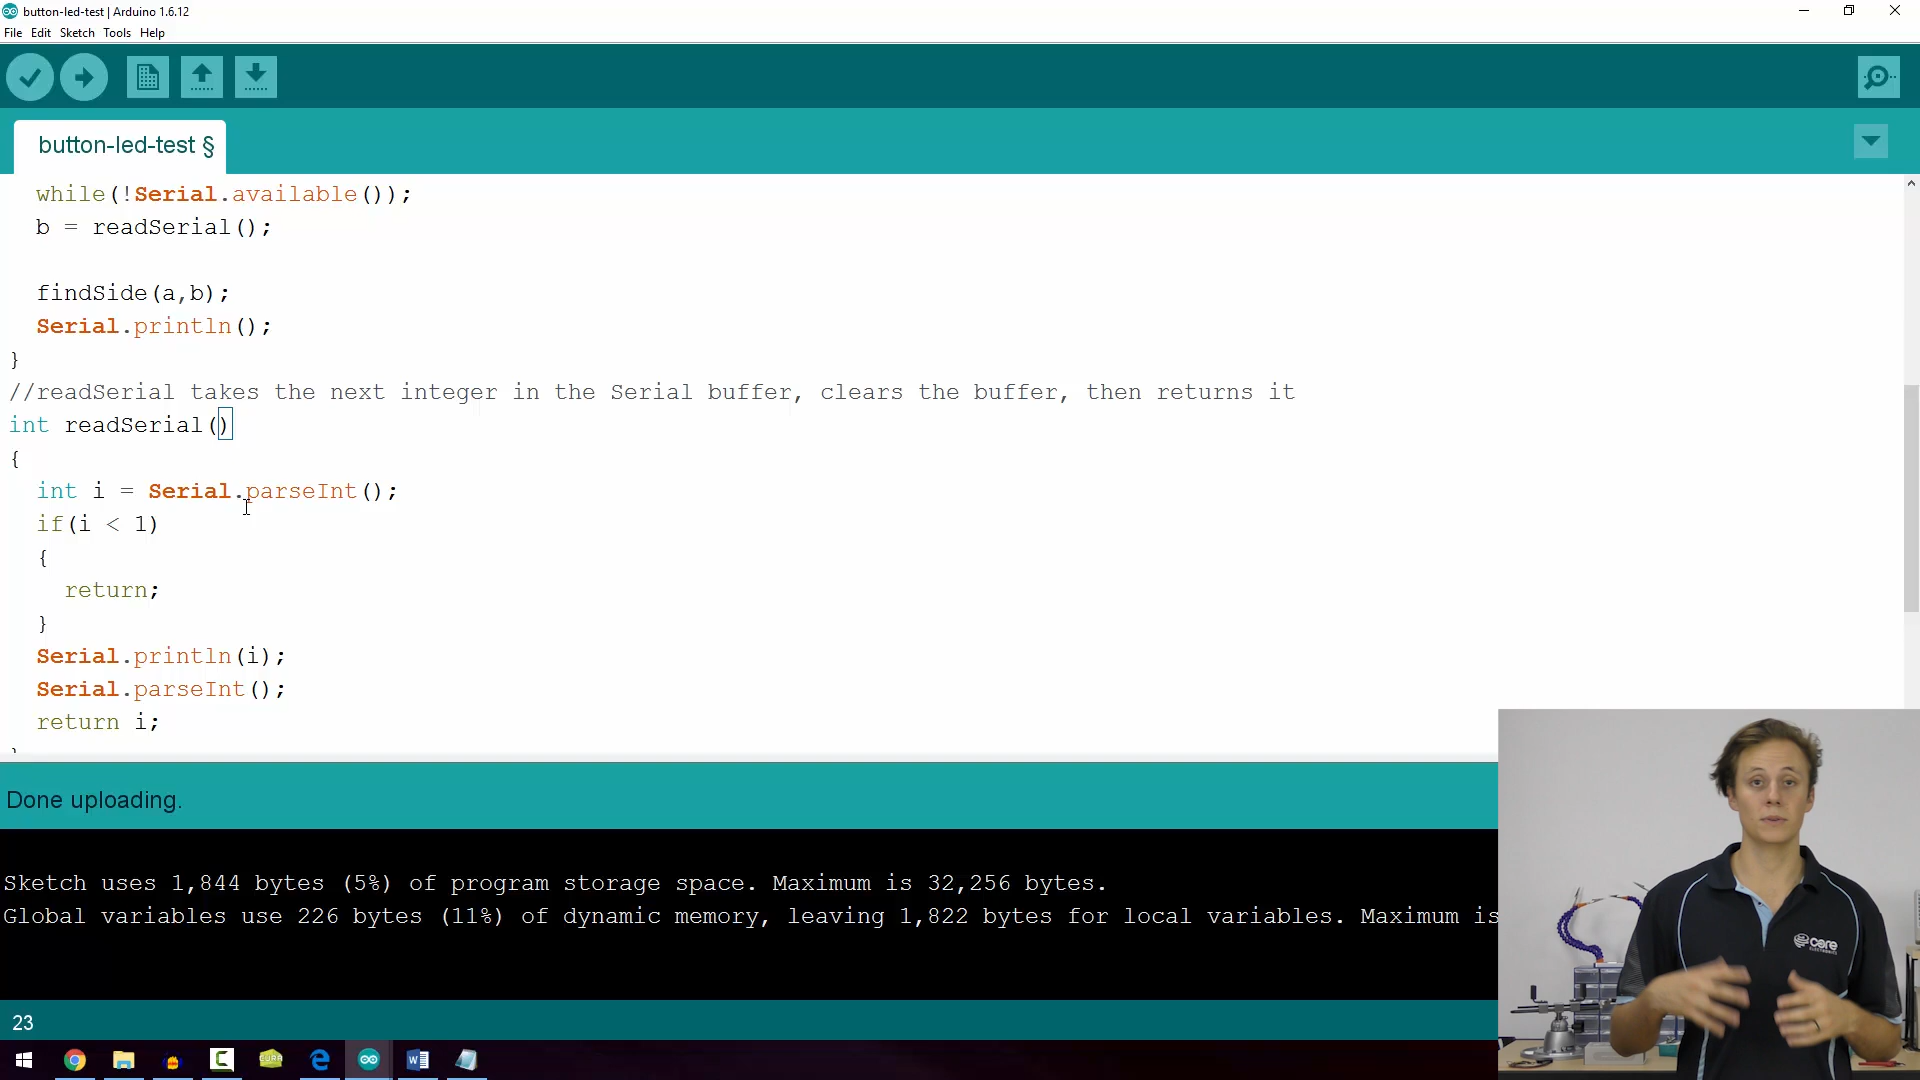 button-led-test | Arduino 1.6.12
File Edit Sketch Tools Help
button-led-test §
while(!Serial.available());
b = readSerial();
findSide(a,b);
Serial.println();
}
//readSerial takes the next integer in the Serial buffer, clears the buffer, then returns it
int readSerial()
{
int i = Serial.parseInt();
if(i < 1)
{
return;
}
Serial.println(i);
Serial.parseInt();
return i;
Done uploading.
Sketch uses 1,844 bytes (5%) of program storage space. Maximum is 32,256 bytes.
Global variables use 226 bytes (11%) of dynamic memory, leaving 1,822 bytes for local variables. Maximum is
23
core
ELECTRONICS